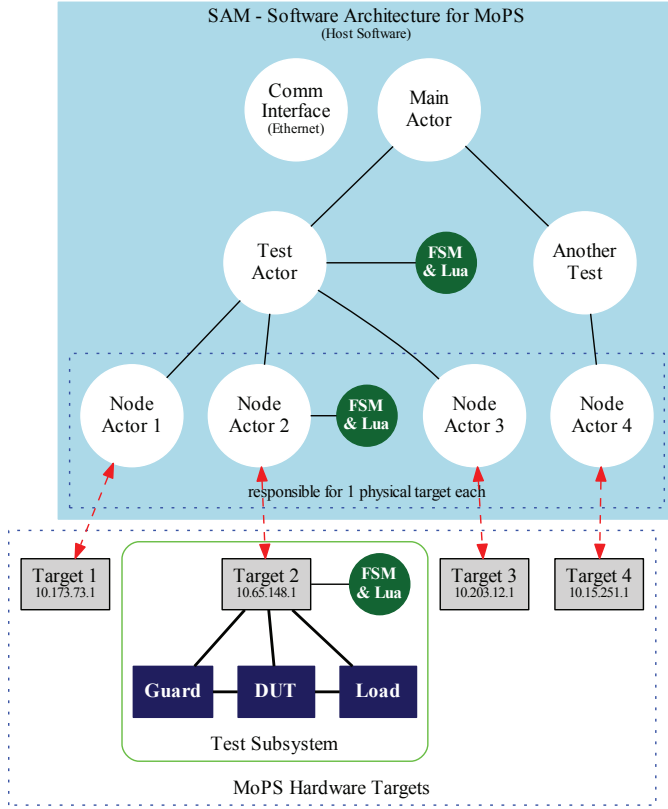 SAM - Software Architecture for MoPS
(Host Software)
Comm
Interface
(Ethernet)
Main
Actor
Test
Actor
FSM
& Lua
Another
Test
Node
Actor 1
Node
Actor 2
FSM
& Lua
Node
Actor 3
Node
Actor 4
responsible for 1 physical target each
Target 1
10.173.73.1
Target 2
10.65.148.1
FSM
& Lua
Target 3
10.203.12.1
Target 4
10.15.251.1
Guard
DUT
Load
Test Subsystem
MoPS Hardware Targets